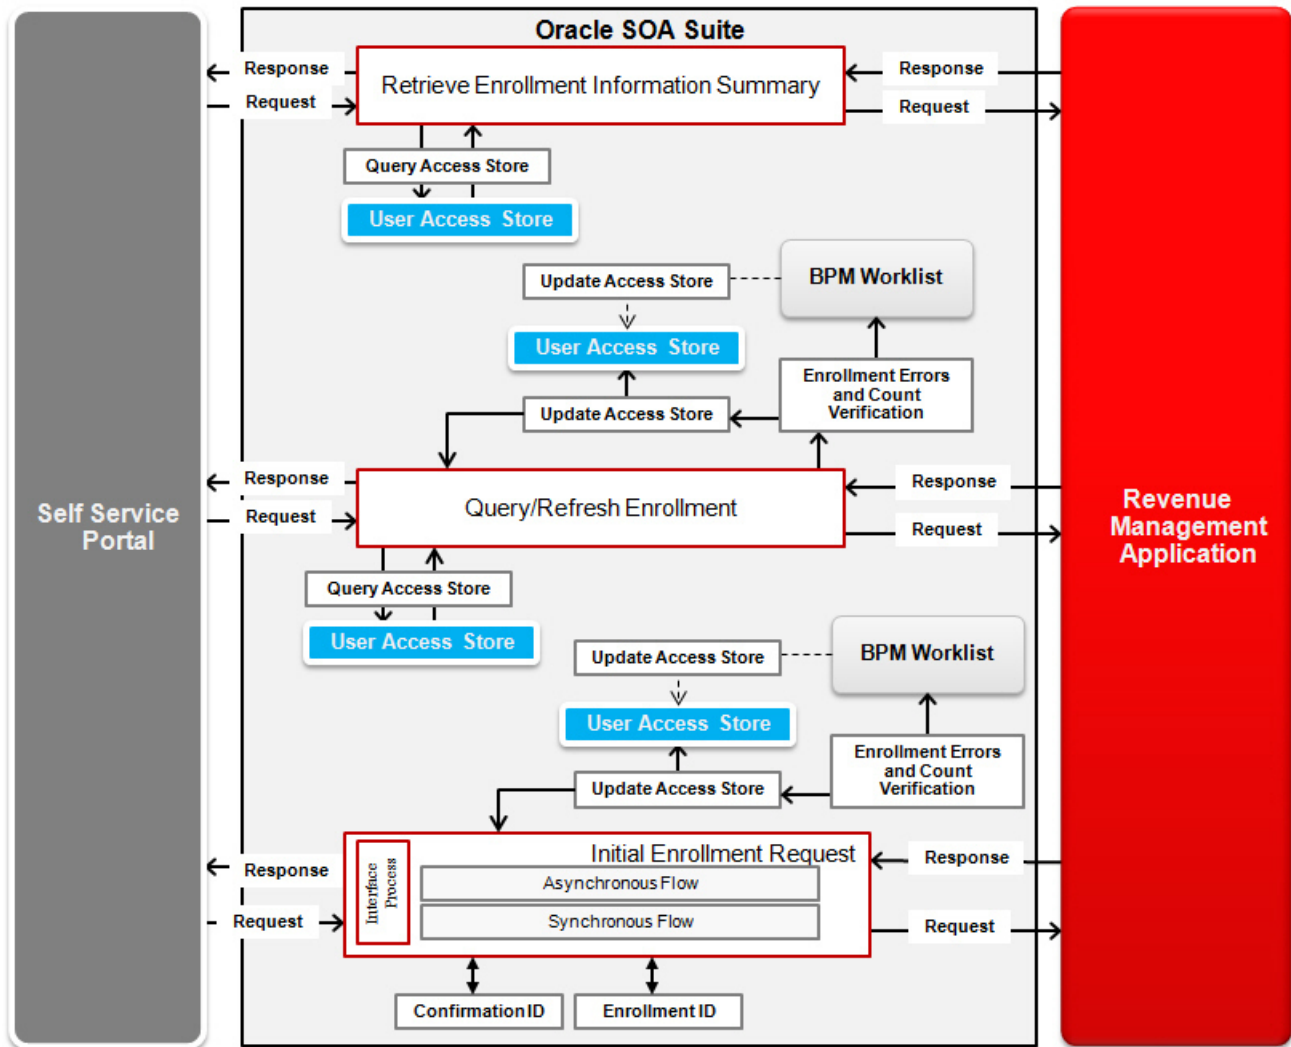 Oracle SOA Suite
Response
Request
Retrieve Enrollment Information Summary
Response
Request
Query Access Store
User Access Store
Update Access Store
BPM Worklist
User Access Store
Enrollment Errors
and Count
Verification
Update Access Store
Self Service
Portal
Response
Request
Query/Refresh Enrollment
Response
Request
Revenue
Management
Application
Query Access Store
User Access Store
Update Access Store
BPM Worklist
User Access Store
Enrollment Errors
and Count
Verification
Update Access Store
Response
Request
Interface
Process
Initial Enrollment Request
Asynchronous Flow
Synchronous Flow
Response
Request
Confirmation ID
Enrollment ID